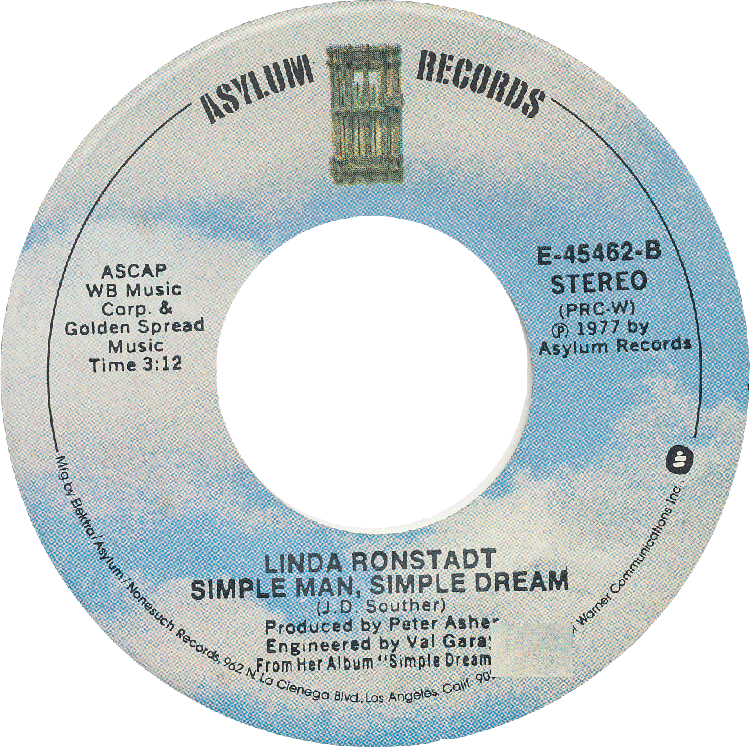 ASYLUM RECORDS
ASCAP
WB Music
Corp. &
Golden Spread
Music
Time 3:12
E-45462-B
STEREO
(PRC-W)
Ⓟ 1977 by
Asylum Records
LINDA RONSTADT
SIMPLE MAN, SIMPLE DREAM
(J.D. Souther)
Produced by Peter Asher
Engineered by Val
From Her Album "Simple Dream
Mfg. by Elektra/Asylum/Nonesuch Records, 962 N. La Cienega Blvd., Los Angeles, Calif. 90
Warner Communications Inc.